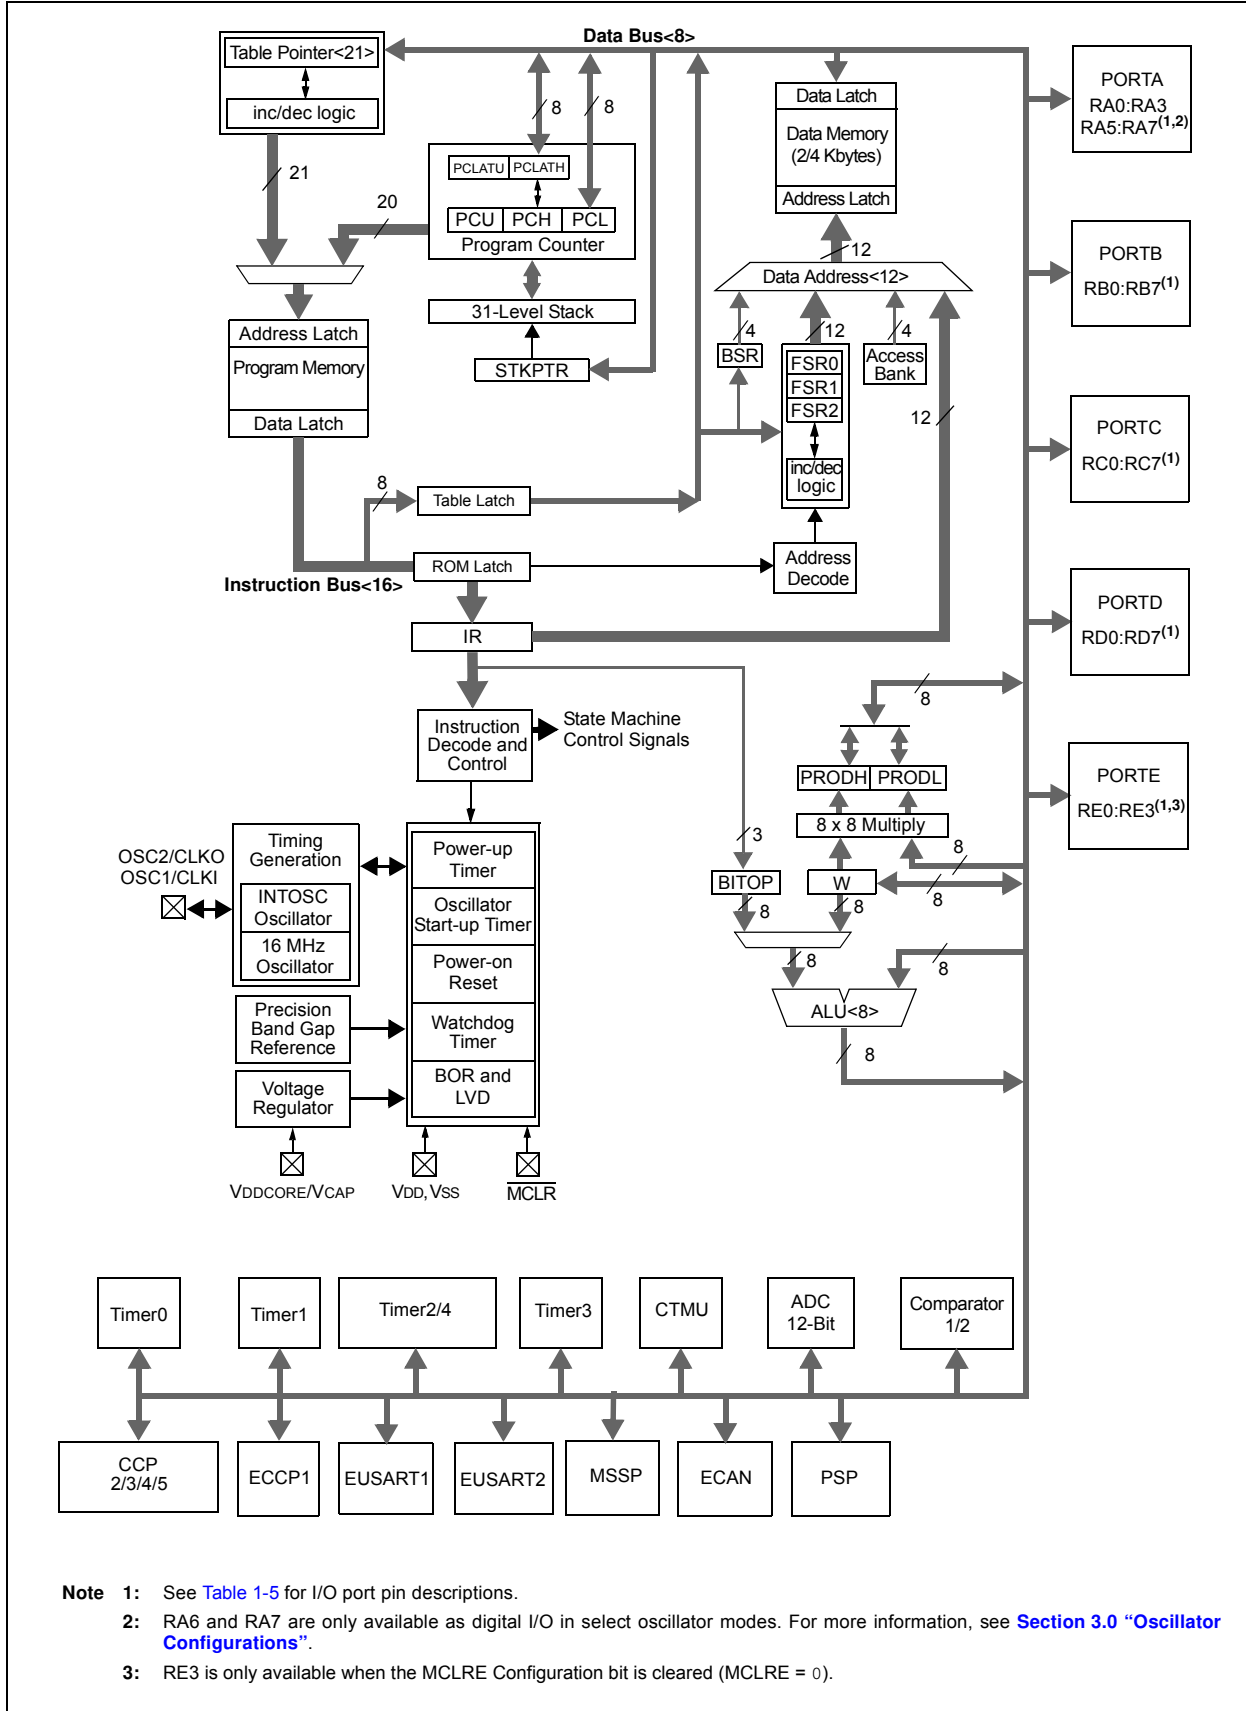 Data Bus<8>
Table Pointer<21>
inc/dec logic
21
20
8
8
PCLATU
PCLATH
PCU
PCH
PCL
Program Counter
31-Level Stack
STKPTR
Data Latch
Data Memory
(2/4 Kbytes)
Address Latch
12
Data Address<12>
4
12
4
BSR
FSR0
FSR1
FSR2
inc/dec
logic
Access
Bank
12
Address
Decode
Address Latch
Program Memory
Data Latch
8
Table Latch
ROM Latch
Instruction Bus<16>
IR
Instruction
Decode and
Control
State Machine
Control Signals
PORTA
RA0:RA3
RA5:RA7(1,2)
PORTB
RB0:RB7(1)
PORTC
RC0:RC7(1)
PORTD
RD0:RD7(1)
PORTE
RE0:RE3(1,3)
8
PRODH
PRODL
8 x 8 Multiply
3
8
BITOP
W
8
8
8
8
8
ALU<8>
8
OSC2/CLKO
OSC1/CLKI
Timing
Generation
INTOSC
Oscillator
16 MHz
Oscillator
Precision
Band Gap
Reference
Voltage
Regulator
Power-up
Timer
Oscillator
Start-up Timer
Power-on
Reset
Watchdog
Timer
BOR and
LVD
VDDCORE/VCAP
VDD, VSS
MCLR
Timer0
Timer1
Timer2/4
Timer3
CTMU
ADC
12-Bit
Comparator
1/2
CCP
2/3/4/5
ECCP1
EUSART1
EUSART2
MSSP
ECAN
PSP
Note 1: See Table 1-5 for I/O port pin descriptions.
2: RA6 and RA7 are only available as digital I/O in select oscillator modes. For more information, see Section 3.0 “Oscillator
Configurations”.
3: RE3 is only available when the MCLRE Configuration bit is cleared (MCLRE = 0).